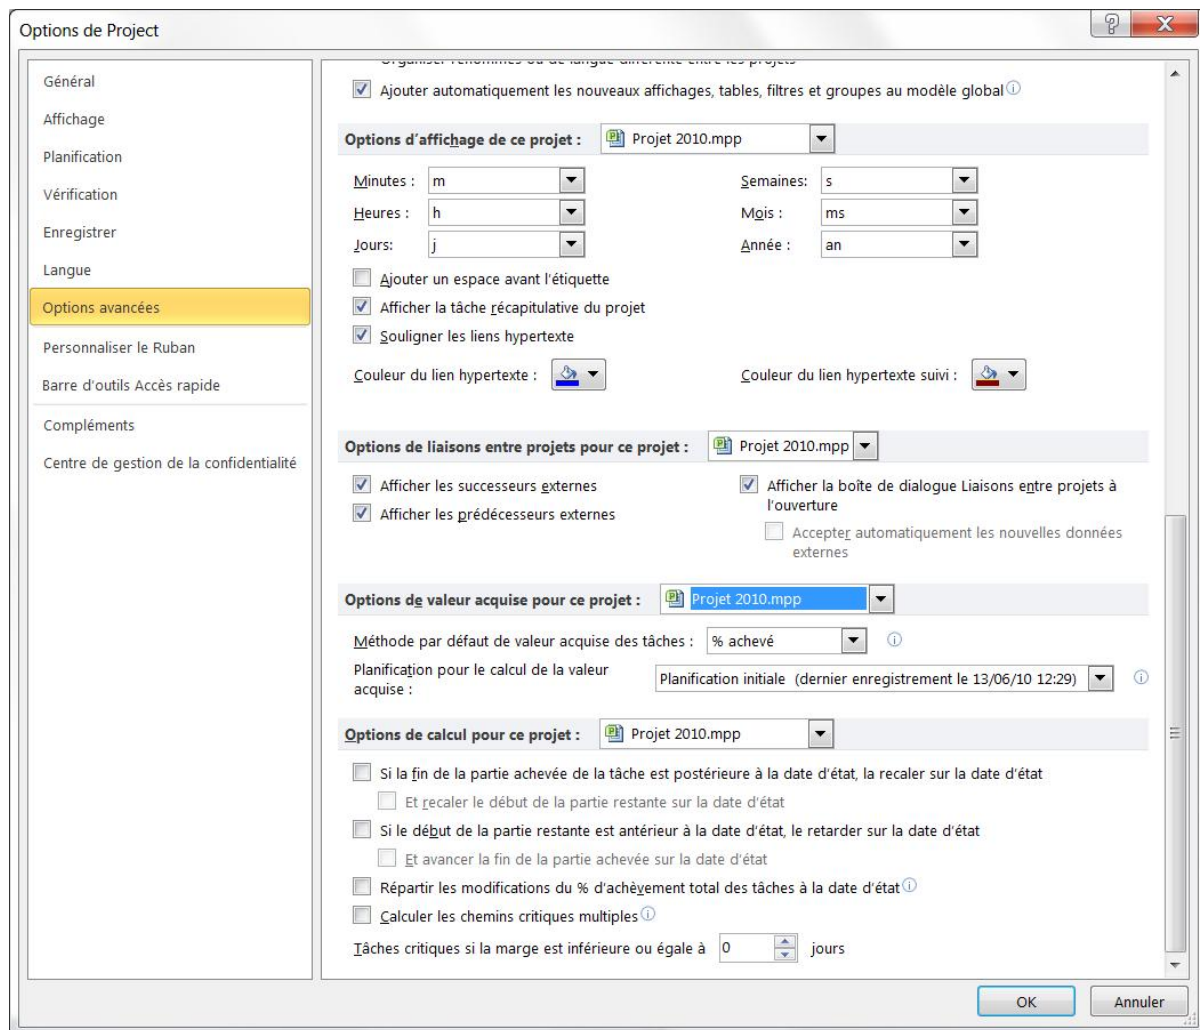 Options de Project
Général
Affichage
Planification
Vérification
Enregistrer
Langue
Options avancées
Personnaliser le Ruban
Barre d'outils Accès rapide
Compléments
Centre de gestion de la confidentialité
Organiser renommés ou de langue différente entre les projets
Ajouter automatiquement les nouveaux affichages, tables, filtres et groupes au modèle global
Options d'affichage de ce projet : Projet 2010.mpp
Minutes : m Semaines: s
Heures : h Mois : ms
Jours: j Année : an
Ajouter un espace avant l'étiquette
Afficher la tâche récapitulative du projet
Souligner les liens hypertexte
Couleur du lien hypertexte : Couleur du lien hypertexte suivi :
Options de liaisons entre projets pour ce projet : Projet 2010.mpp
Afficher les successeurs externes
Afficher les prédécesseurs externes
Afficher la boîte de dialogue Liaisons entre projets à
l'ouverture
Accepter automatiquement les nouvelles données
externes
Options de valeur acquise pour ce projet : Projet 2010.mpp
Méthode par défaut de valeur acquise des tâches : % achevé
Planification pour le calcul de la valeur
acquise : Planification initiale (dernier enregistrement le 13/06/10 12:29)
Options de calcul pour ce projet : Projet 2010.mpp
Si la fin de la partie achevée de la tâche est postérieure à la date d'état, la recaler sur la date d'état
Et recaler le début de la partie restante sur la date d'état
Si le début de la partie restante est antérieur à la date d'état, le retarder sur la date d'état
Et avancer la fin de la partie achevée sur la date d'état
Répartir les modifications du % d'achèvement total des tâches à la date d'état
Calculer les chemins critiques multiples
Tâches critiques si la marge est inférieure ou égale à 0 jours
OK Annuler